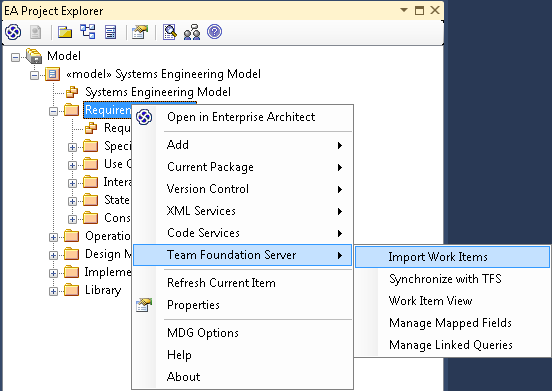 EA Project Explorer
Model
«model» Systems Engineering Model
Systems Engineering Model
Requiren
Requ
Speci
Use C
Intera
State
Cons
Operatio
Design M
Impleme
Library
Open in Enterprise Architect
Add
Current Package
Version Control
XML Services
Code Services
Team Foundation Server
Refresh Current Item
Properties
MDG Options
Help
About
Import Work Items
Synchronize with TFS
Work Item View
Manage Mapped Fields
Manage Linked Queries